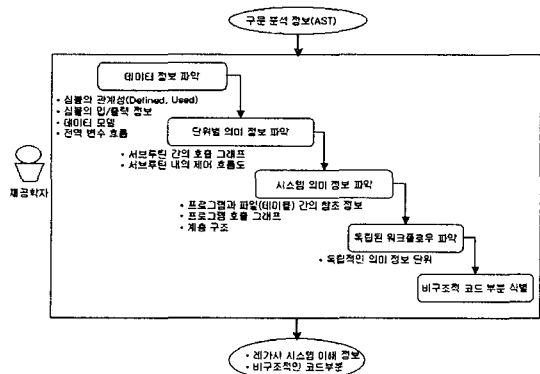 구문 분석 정보(AST)
데이터 정보 파악
• 심볼의 관계성(Defined, Used)
• 심볼의 입/출력 정보
• 데이터 모델
• 전역 변수 흐름
단위별 의미 정보 파악
• 서브루틴 간의 호출 그래프
• 서브루틴 내의 제어 흐름도
재공학자
시스템 의미 정보 파악
• 프로그램과 파일(테이블) 간의 참조 정보
• 프로그램 호출 그래프
• 계층 구조
독립된 워크플로우 파악
• 독립적인 의미 정보 단위
비구조적 코드 부분 식별
• 레가시 시스템 이해 정보
• 비구조적인 코드부분